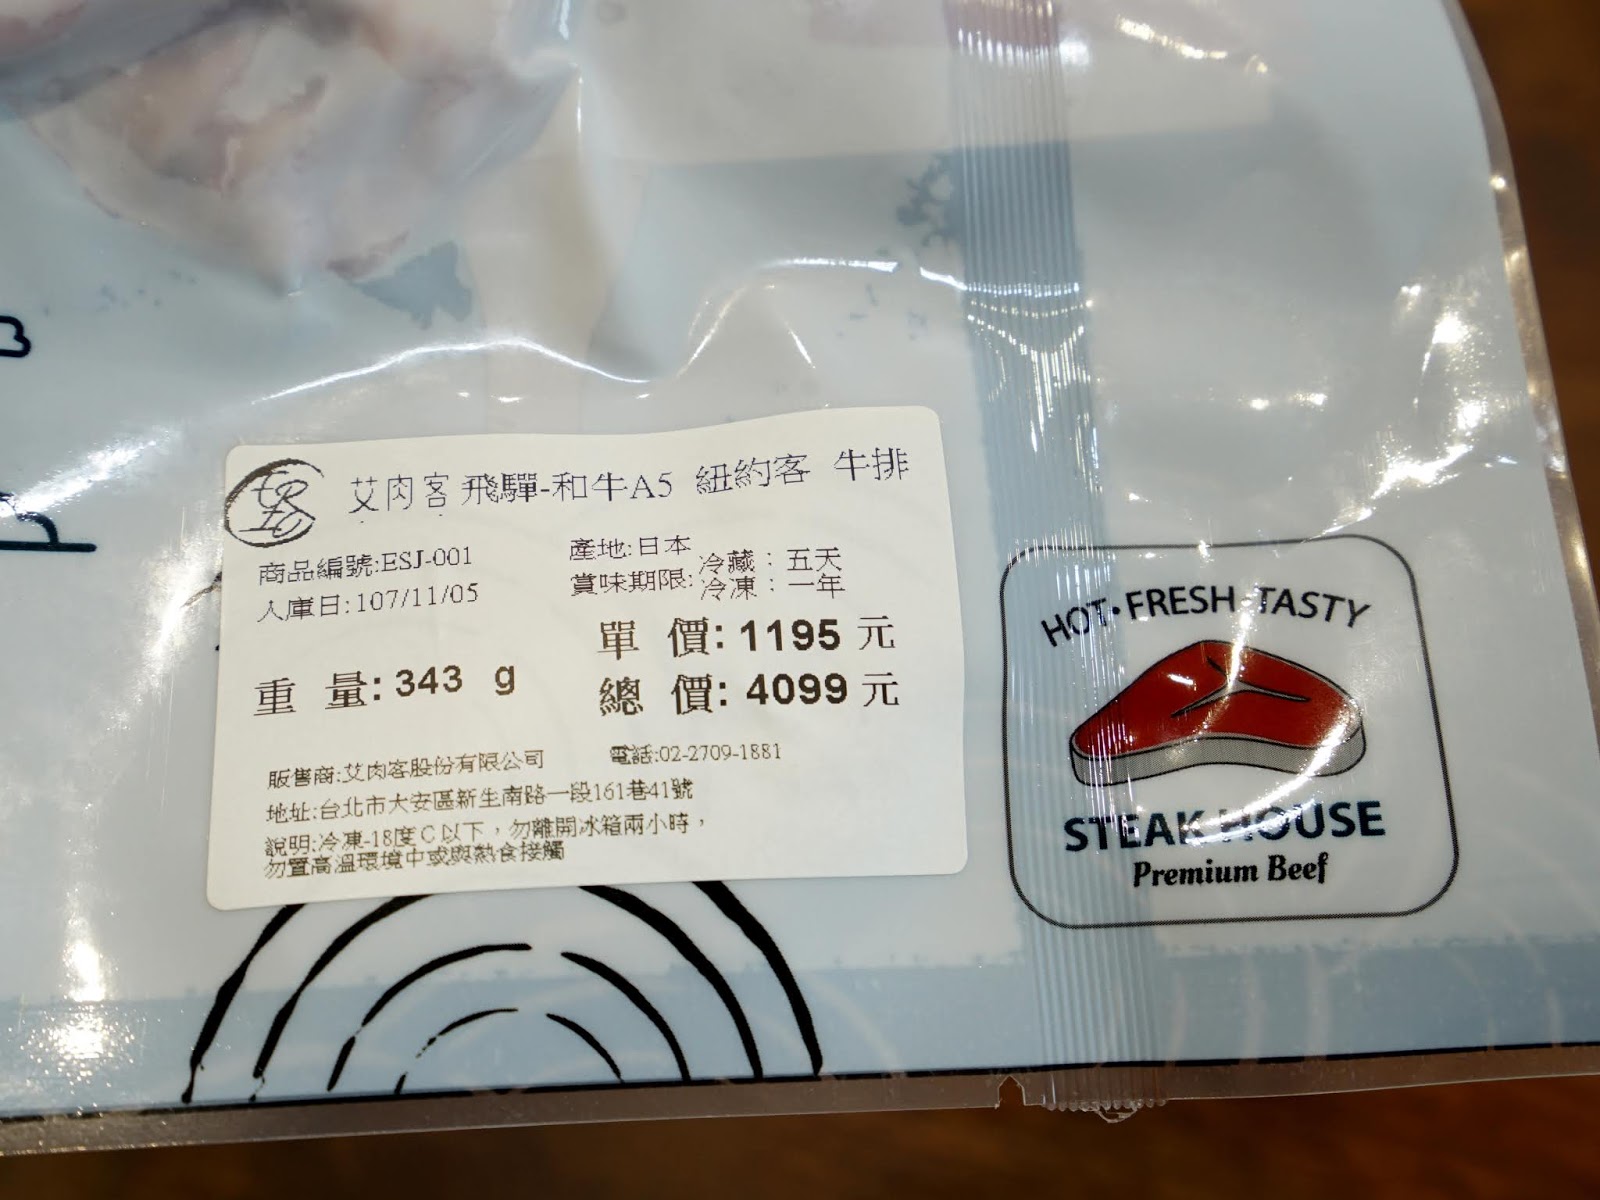 艾肉客 飛驒-和牛A5 紐約客 牛排
商品編號:ESJ-001
入庫日:107/11/05
產地:日本
賞味期限:冷藏：五天
冷凍：一年
單 價: 1195 元
重 量: 343 g
總 價: 4099 元
販售商:艾肉客股份有限公司 電話:02-2709-1881
地址:台北市大安區新生南路一段161巷41號
說明:冷凍-18度C以下，勿離開冰箱兩小時，
勿置高溫環境中或與熱食接觸
HOT·FRESH·TASTY
STEAK HOUSE
Premium Beef